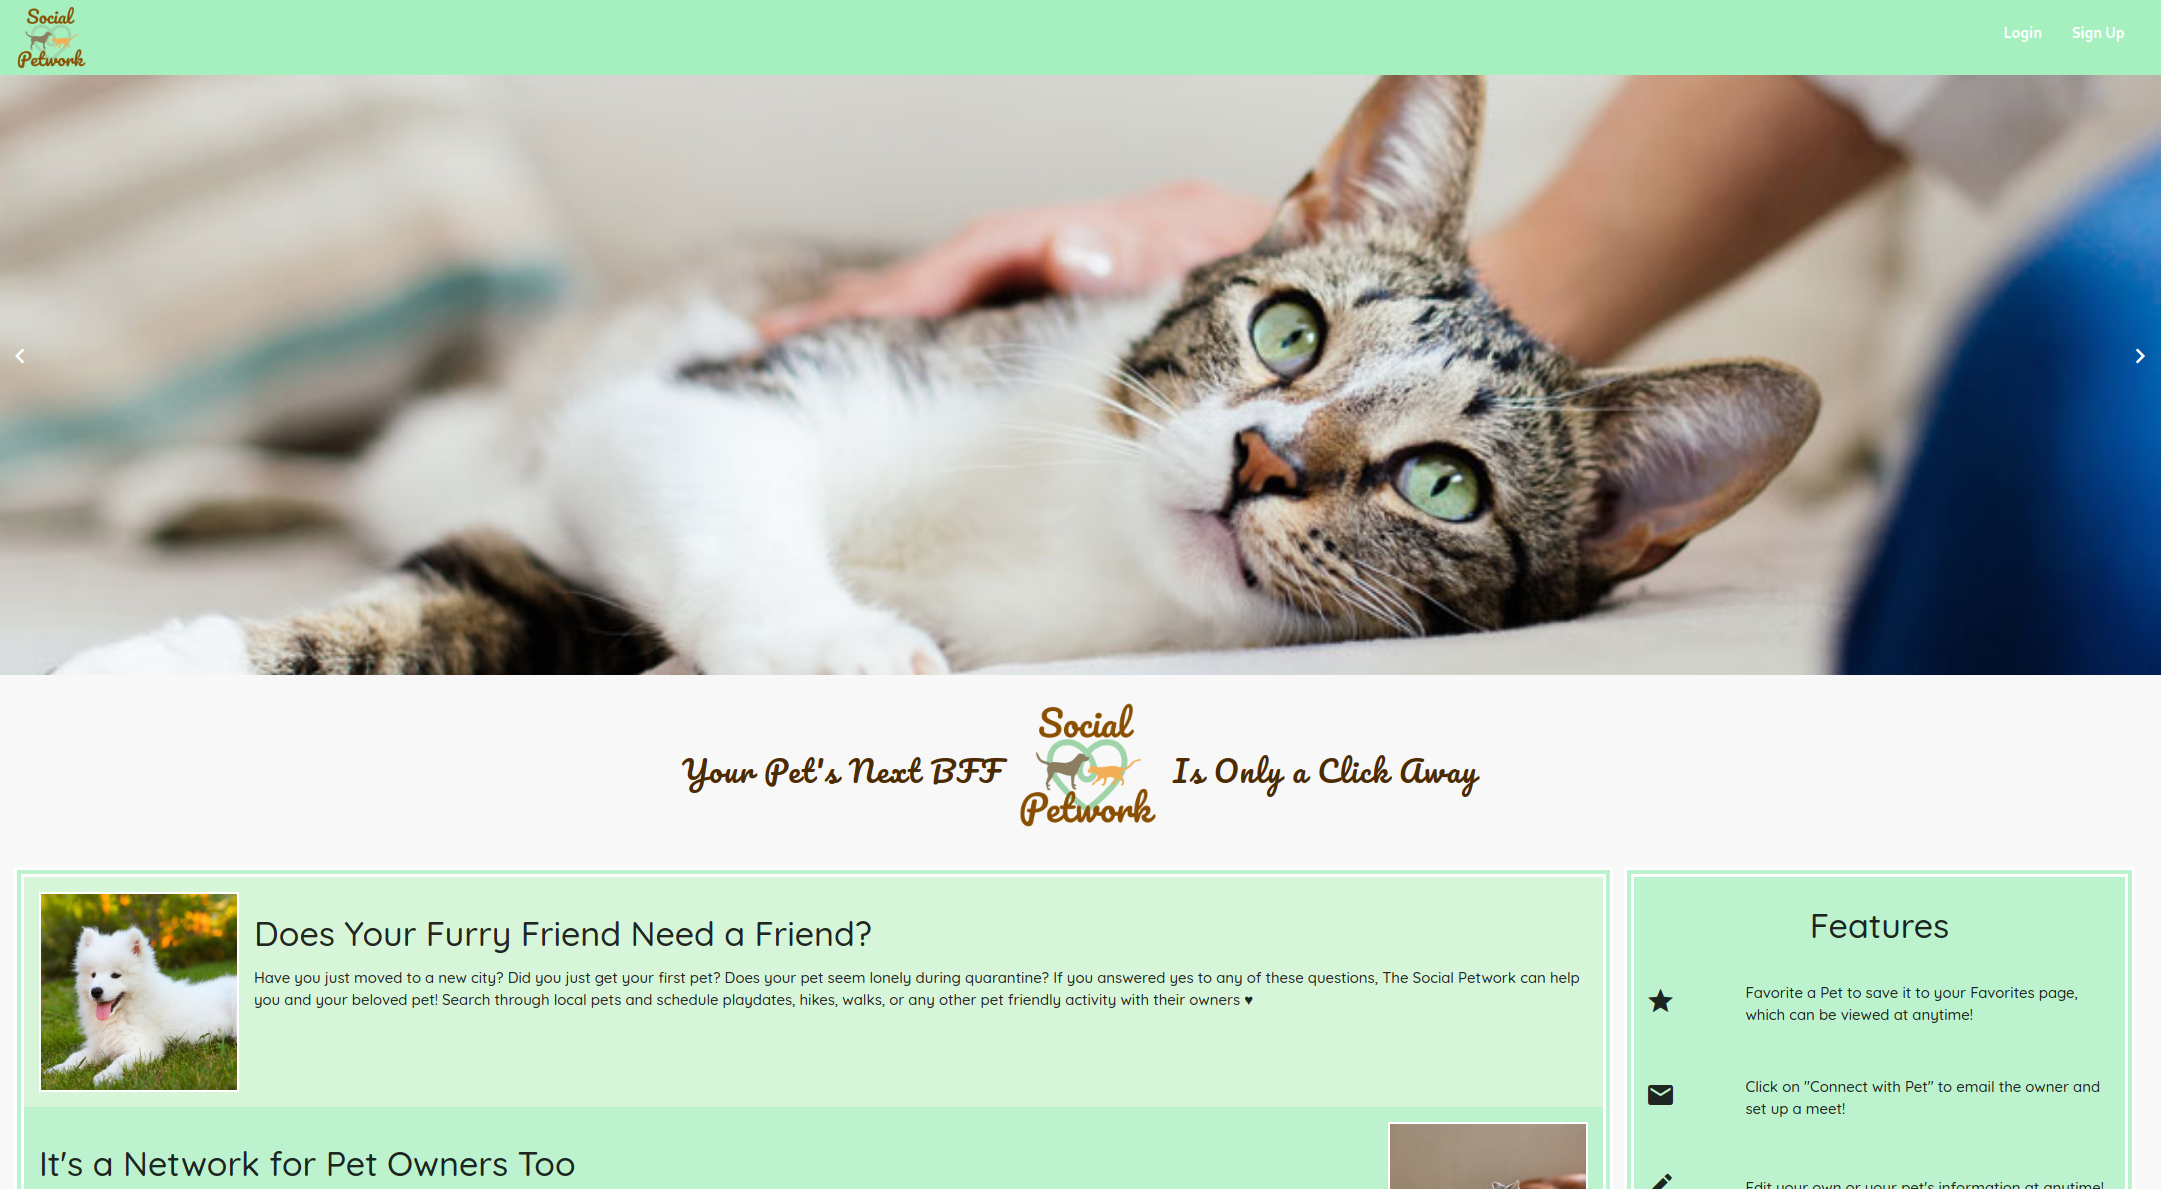 Social
Petwork
Login
Sign Up
Your Pet's Next BFF
Social
Petwork
Is Only a Click Away
Does Your Furry Friend Need a Friend?
Have you just moved to a new city? Did you just get your first pet? Does your pet seem lonely during quarantine? If you answered yes to any of these questions, The Social Petwork can help
you and your beloved pet! Search through local pets and schedule playdates, hikes, walks, or any other pet friendly activity with their owners ♥
It's a Network for Pet Owners Too
Features
Favorite a Pet to save it to your Favorites page,
which can be viewed at anytime!
Click on "Connect with Pet" to email the owner and
set up a meet!
Edit your own or your pet's information at anytime!